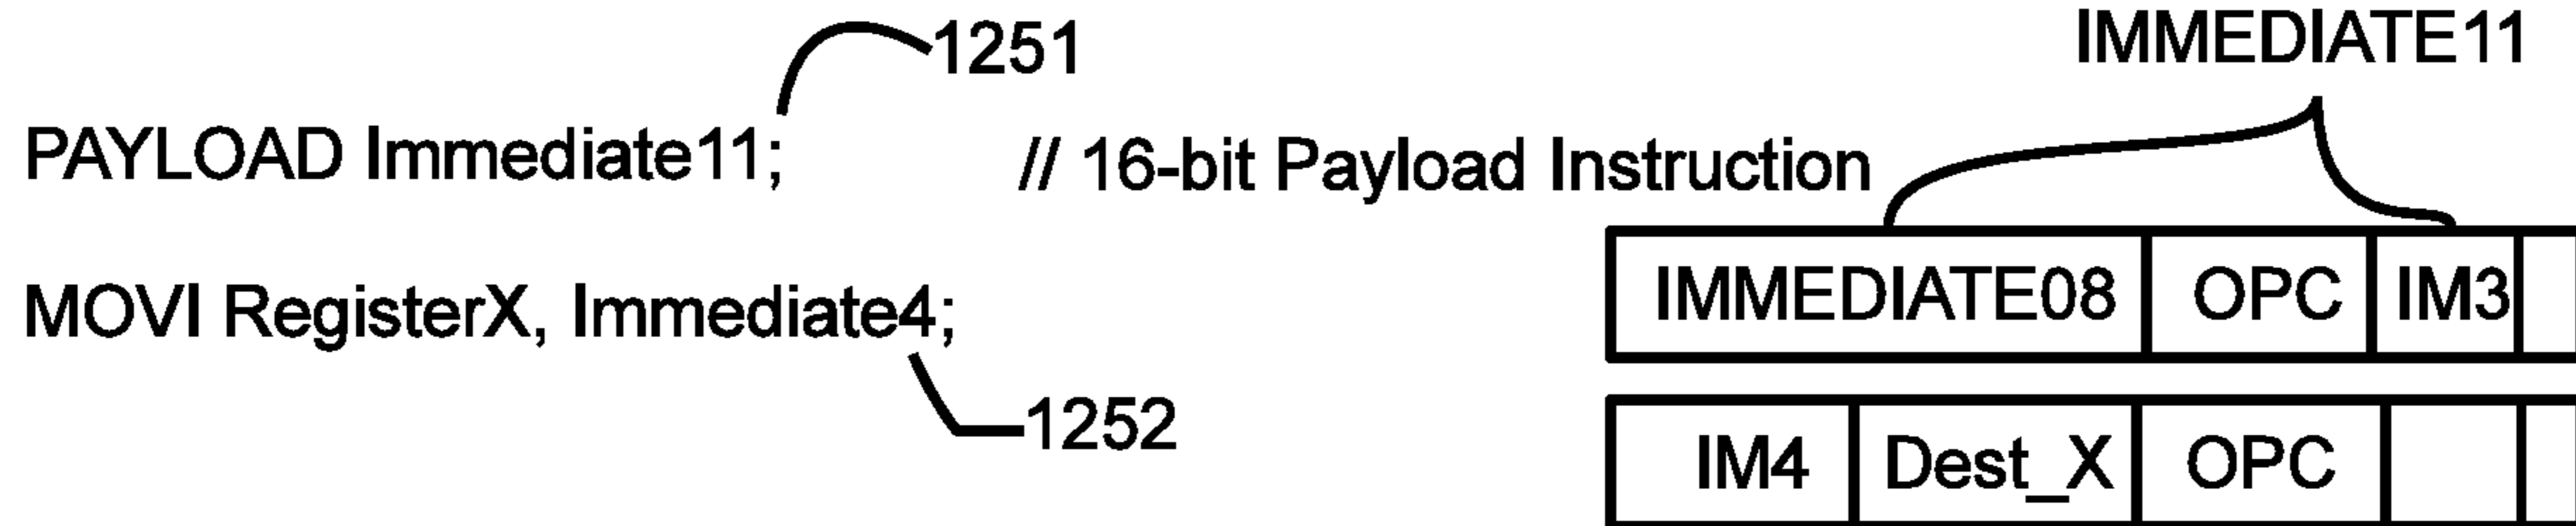 1251
IMMEDIATE11
PAYLOAD Immediate11;
// 16-bit Payload Instruction
MOVI RegisterX, Immediate4;
IMMEDIATE08 OPC IM3
1252
IM4 Dest_X OPC